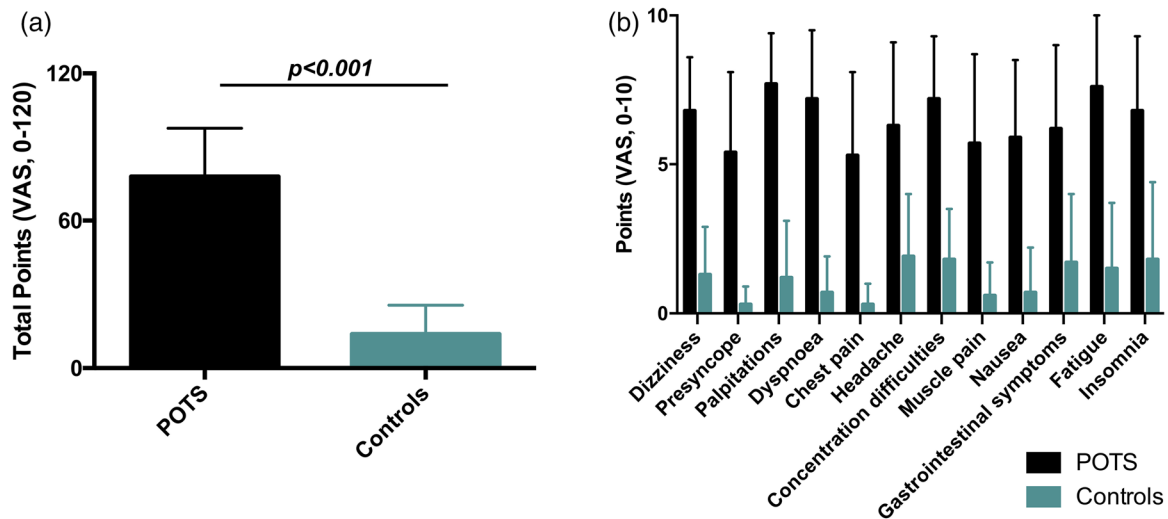 (a)
Total Points (VAS, 0-120)
120
60
0
p<0.001
POTS
Controls
(b)
Points (VAS, 0-10)
10
5
0
Dizziness
Presyncope
Palpitations
Dyspnoea
Chest pain
Headache
Concentration difficulties
Muscle pain
Nausea
Gastrointestinal symptoms
Fatigue
Insomnia
POTS
Controls